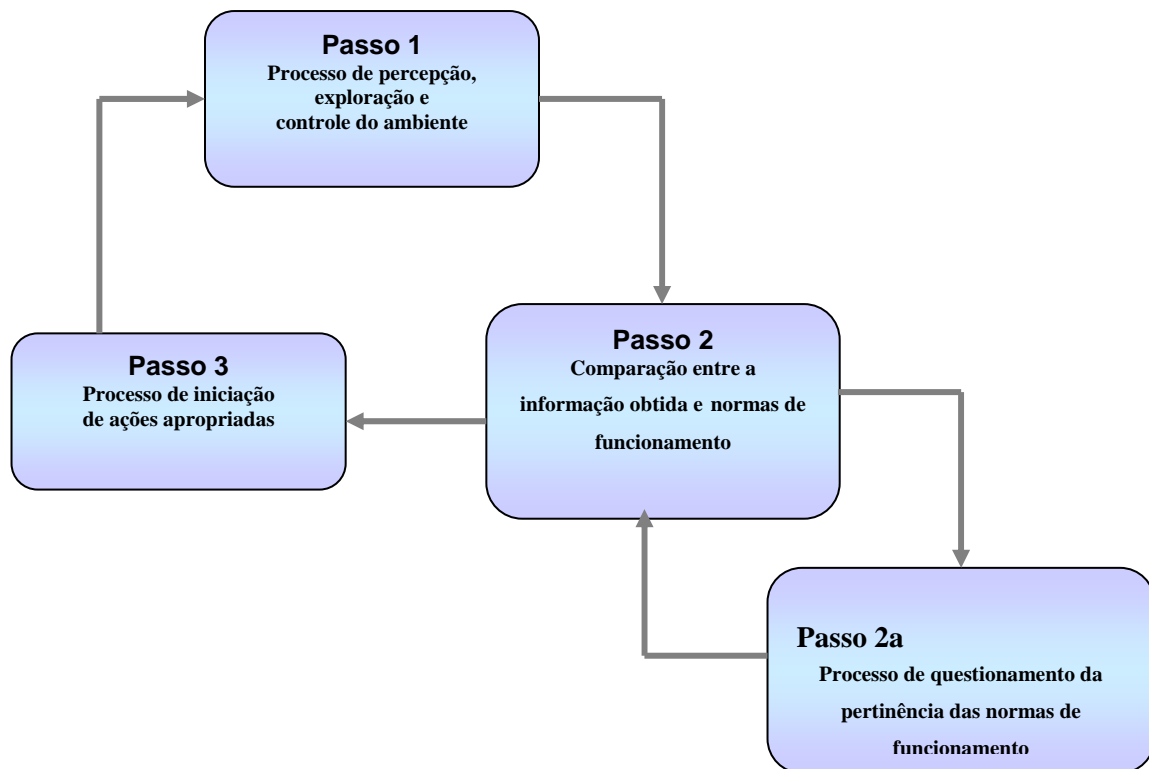 Passo 1
Processo de percepção,
exploração e
controle do ambiente
Passo 2
Comparação entre a
informação obtida e normas de
funcionamento
Passo 3
Processo de iniciação
de ações apropriadas
Passo 2a
Processo de questionamento da
pertinência das normas de
funcionamento